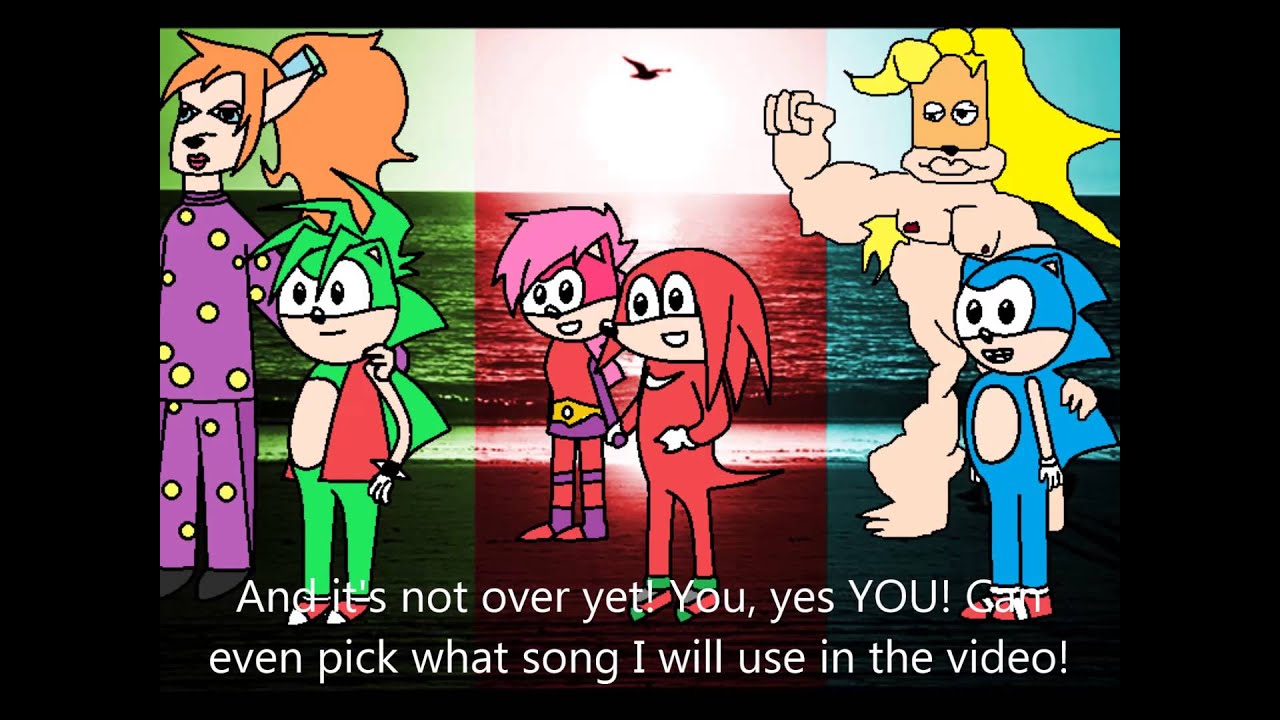 And it's not over yet! You, yes YOU! Can
even pick what song I will use in the video!